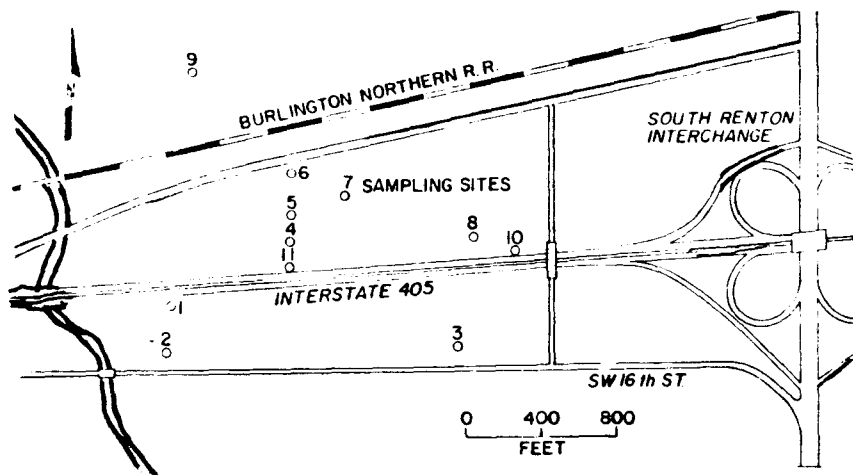 9
N
BURLINGTON NORTHERN R.R.
SOUTH RENTON
INTERCHANGE
6
7 SAMPLING SITES
5
4
8
10
11
INTERSTATE 405
1
2
3
SW 16th ST.
0 400 800
FEET